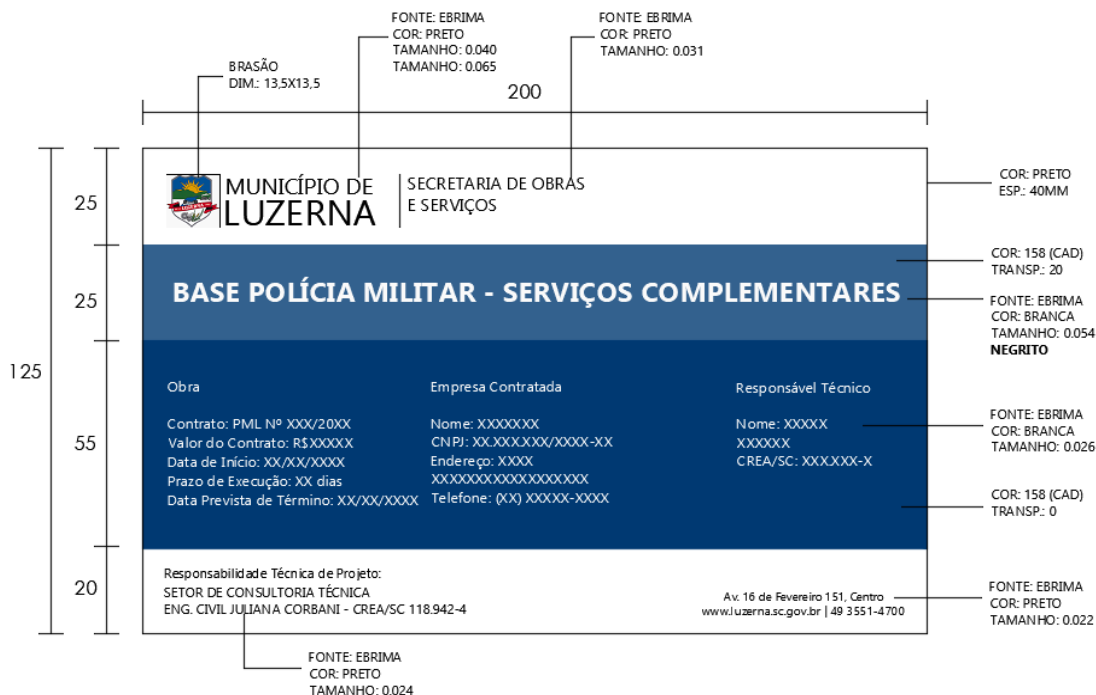 FONTE: EBRIMA
COR: PRETO
TAMANHO: 0.040
TAMANHO: 0.065
FONTE: EBRIMA
COR: PRETO
TAMANHO: 0.031
BRASÃO
DIM.: 13,5X13,5
200
125
25
25
55
20
MUNICÍPIO DE
LUZERNA
SECRETARIA DE OBRAS
E SERVIÇOS
COR: PRETO
ESP.: 40MM
COR: 158 (CAD)
TRANSP.: 20
BASE POLÍCIA MILITAR - SERVIÇOS COMPLEMENTARES
FONTE: EBRIMA
COR: BRANCA
TAMANHO: 0.054
NEGRITO
Obra
Contrato: PML Nº XXX/20XX
Valor do Contrato: R$XXXXX
Data de Início: XX/XX/XXXX
Prazo de Execução: XX dias
Data Prevista de Término: XX/XX/XXXX
Empresa Contratada
Nome: XXXXXXX
CNPJ: XX.XXX.XXX/XXXX-XX
Endereço: XXXX
XXXXXXXXXXXXXXXXXX
Telefone: (XX) XXXXX-XXXX
Responsável Técnico
Nome: XXXXX
XXXXXX
CREA/SC: XXX.XXX-X
FONTE: EBRIMA
COR: BRANCA
TAMANHO: 0.026
COR: 158 (CAD)
TRANSP.: 0
Responsabilidade Técnica de Projeto:
SETOR DE CONSULTORIA TÉCNICA
ENG. CIVIL JULIANA CORBANI - CREA/SC 118.942-4
Av. 16 de Fevereiro 151, Centro
www.luzerna.sc.gov.br | 49 3551-4700
FONTE: EBRIMA
COR: PRETO
TAMANHO: 0.022
FONTE: EBRIMA
COR: PRETO
TAMANHO: 0.024